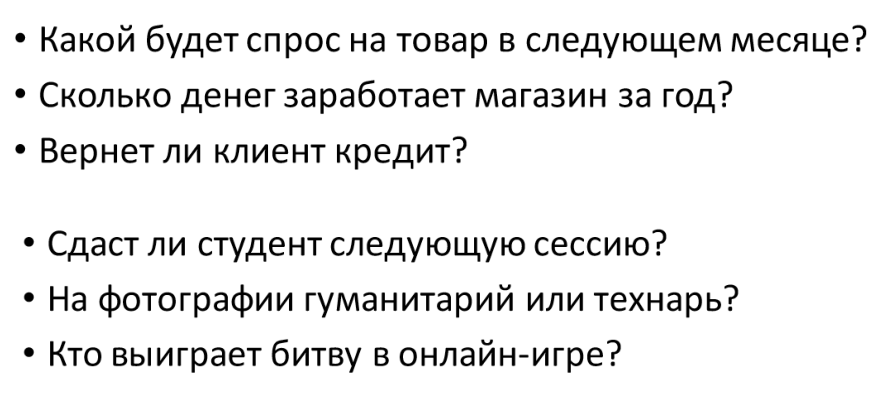 • Какой будет спрос на товар в следующем месяце?
• Сколько денег заработает магазин за год?
• Вернет ли клиент кредит?
• Сдаст ли студент следующую сессию?
• На фотографии гуманитарий или технарь?
• Кто выиграет битву в онлайн-игре?